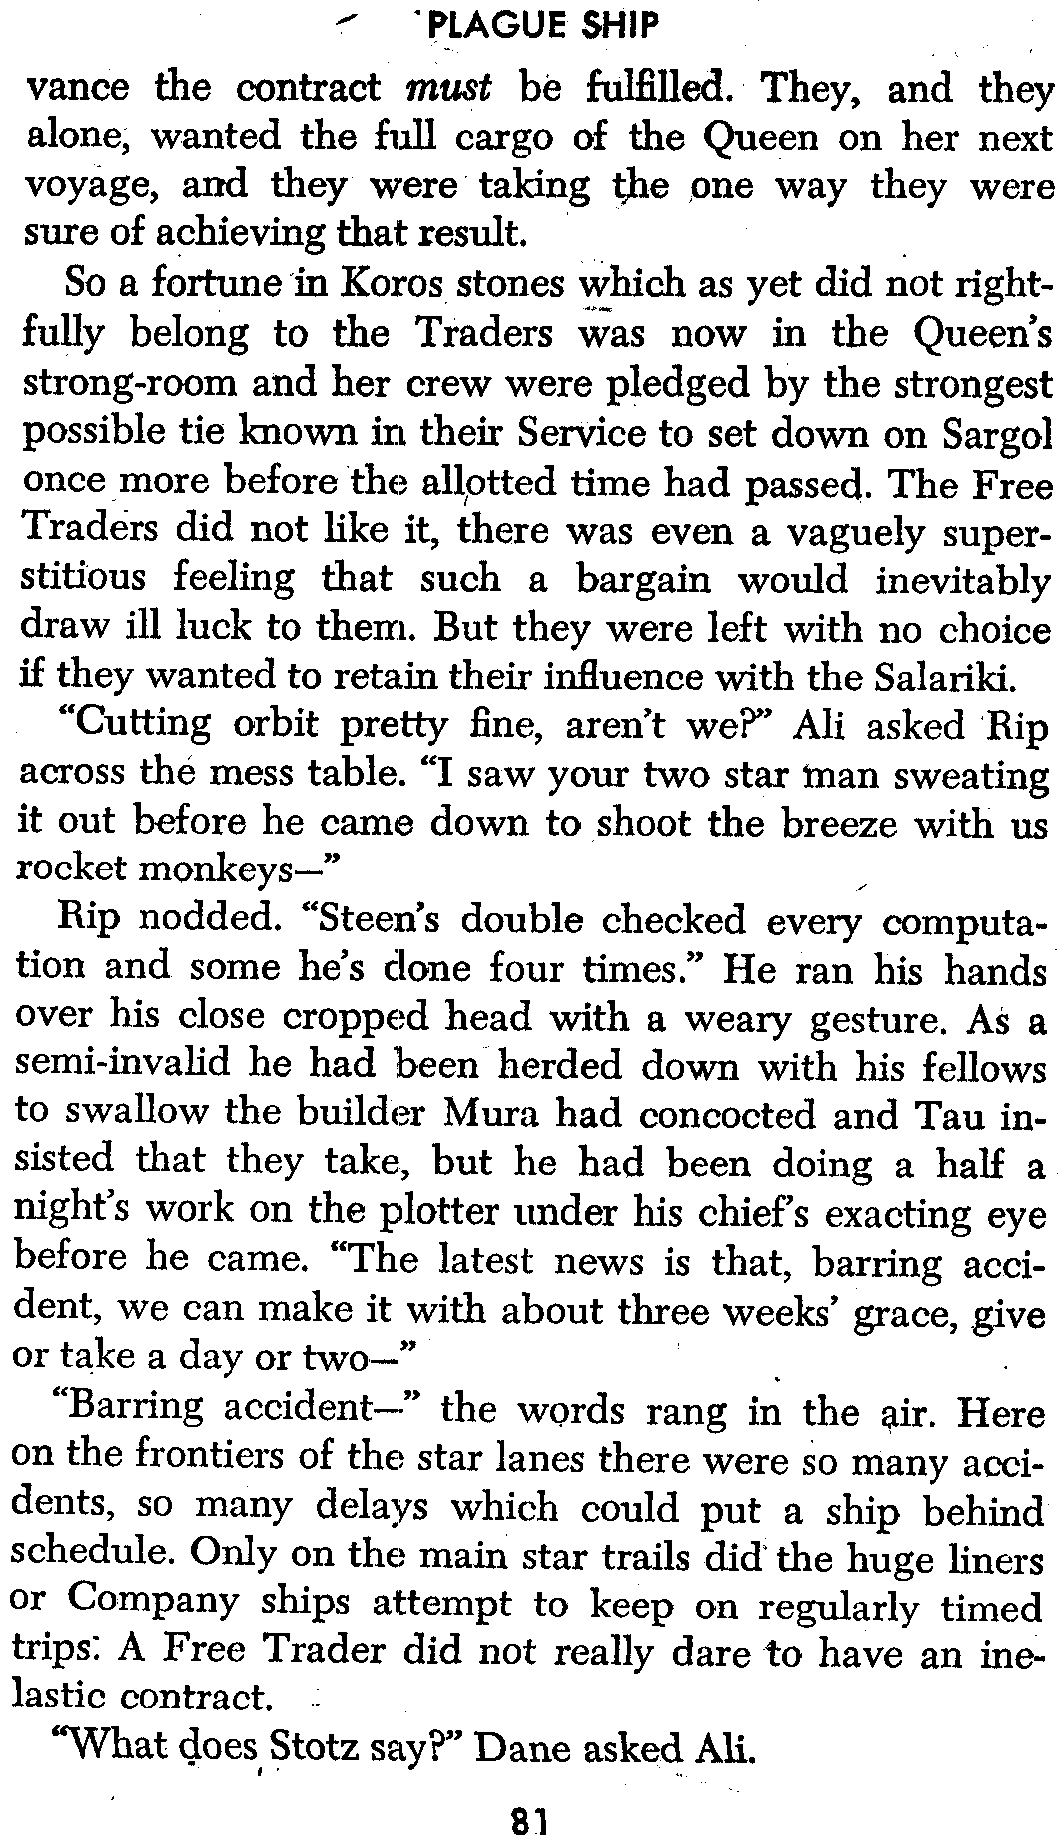 PLAGUE SHIP
vance the contract must be fulfilled. They, and they
alone, wanted the full cargo of the Queen on her next
voyage, and they were taking the one way they were
sure of achieving that result.
So a fortune in Koros stones which as yet did not right-
fully belong to the Traders was now in the Queen's
strong-room and her crew were pledged by the strongest
possible tie known in their Service to set down on Sargol
once more before the allotted time had passed. The Free
Traders did not like it, there was even a vaguely super-
stitious feeling that such a bargain would inevitably
draw ill luck to them. But they were left with no choice
if they wanted to retain their influence with the Salariki.
“Cutting orbit pretty fine, aren't we?” Ali asked Rip
across the mess table. “I saw your two star man sweating
it out before he came down to shoot the breeze with us
rocket monkeys—”
Rip nodded. “Steen's double checked every computa-
tion and some he's done four times.” He ran his hands
over his close cropped head with a weary gesture. As a
semi-invalid he had been herded down with his fellows
to swallow the builder Mura had concocted and Tau in-
sisted that they take, but he had been doing a half a
night's work on the plotter under his chief's exacting eye
before he came. “The latest news is that, barring acci-
dent, we can make it with about three weeks' grace, give
or take a day or two—”
“Barring accident—” the words rang in the air. Here
on the frontiers of the star lanes there were so many acci-
dents, so many delays which could put a ship behind
schedule. Only on the main star trails did the huge liners
or Company ships attempt to keep on regularly timed
trips. A Free Trader did not really dare to have an ine-
lastic contract.
“What does Stotz say?” Dane asked Ali.
81